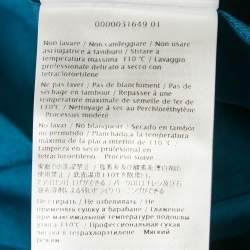 0000031649 01
Non lavare / Non candeggiare / Non usare
asciugatrice a tamburo / Stirare a
temperatura massima 110°C / Lavaggio
professionale delicato a secco con
tetracloroetilene
Ne pas laver / Pas de blanchiment / Pas de
séchage en tambour / Repasser à une
température maximale de semelle de fer de
110°C / Nettoyage à sec au Perchloréthylène
Processus modéré
No lavar / No blanquear / Secado en tambor
no permitido / Planchado a la temperatura
máxima de la placa interior de 110°C
Limpieza en seco profesional en
tetracloroetileno Proceso suave
Не стирать / Не отбеливать / Не
применять сушку в барабане / Глажение
при максимальной температуре подошвы
утюга 110°C / Профессиональная сухая
чистка в тетрахлорэтилене Мягкий
режим